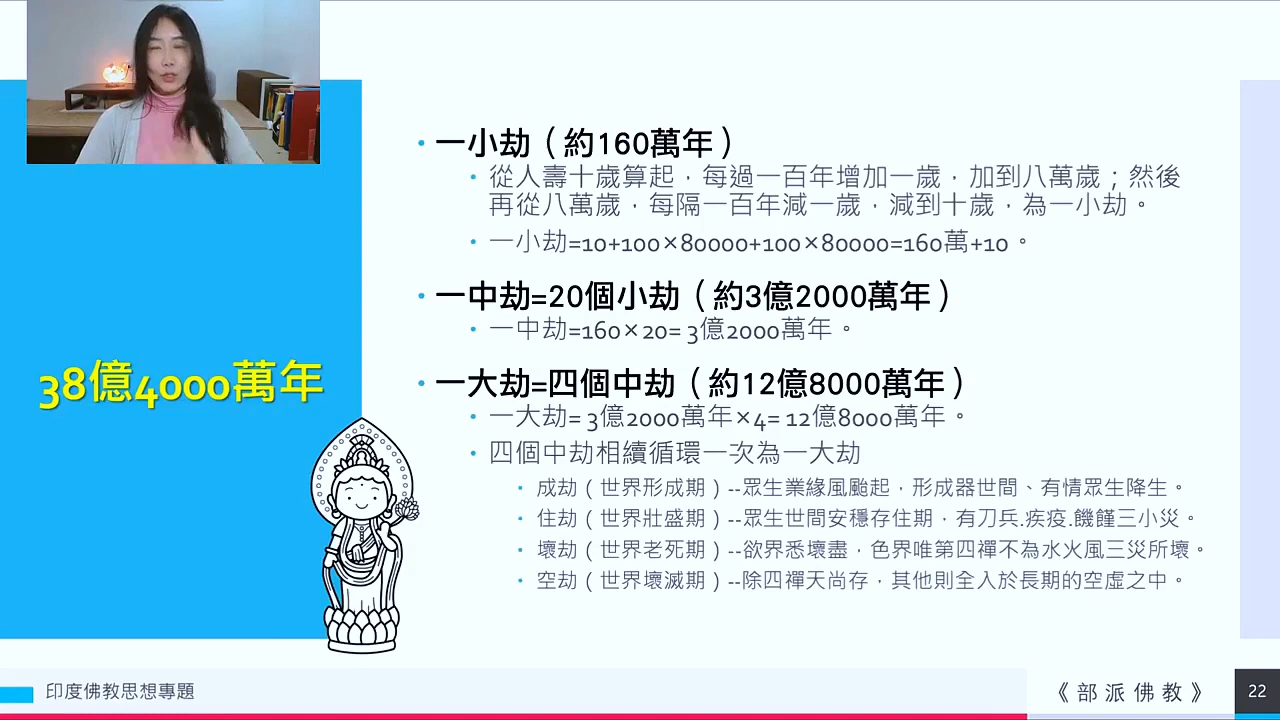 • 一小劫（約160萬年）
• 從人壽十歲算起，每過一百年增加一歲，加到八萬歲；然後
再從八萬歲，每隔一百年減一歲，減到十歲，為一小劫。
• 一小劫=10+100×80000+100×80000=160萬+10。
• 一中劫=20個小劫（約3億2000萬年）
• 一中劫=160×20= 3億2000萬年。
38億4000萬年
• 一大劫=四個中劫（約12億8000萬年）
• 一大劫= 3億2000萬年×4= 12億8000萬年。
• 四個中劫相續循環一次為一大劫
• 成劫（世界形成期）--眾生業緣風颱起，形成器世間、有情眾生降生。
• 住劫（世界壯盛期）--眾生世間安穩存住期，有刀兵.疾疫.饑饉三小災。
• 壞劫（世界老死期）--欲界悉壞盡，色界唯第四禪不為水火風三災所壞。
• 空劫（世界壞滅期）--除四禪天尚存，其他則全入於長期的空虛之中。
印度佛教思想專題
《部派佛教》
22